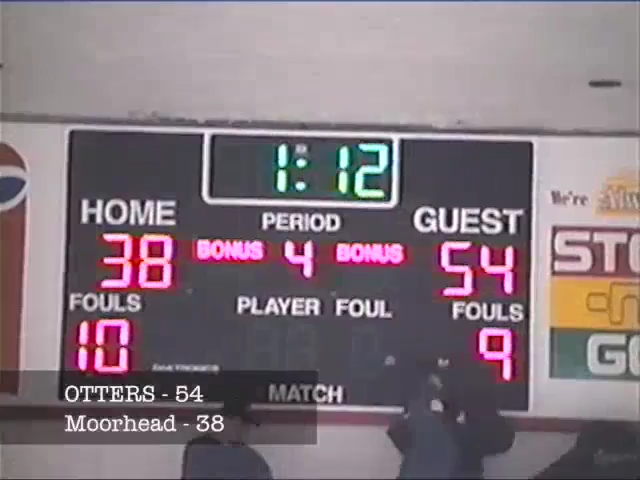 1:12
HOME
PERIOD
GUEST
38
BONUS
4
BONUS
54
FOULS
PLAYER FOUL
FOULS
10
9
MATCH
We're
STO
GO
OTTERS - 54
Moorhead - 38